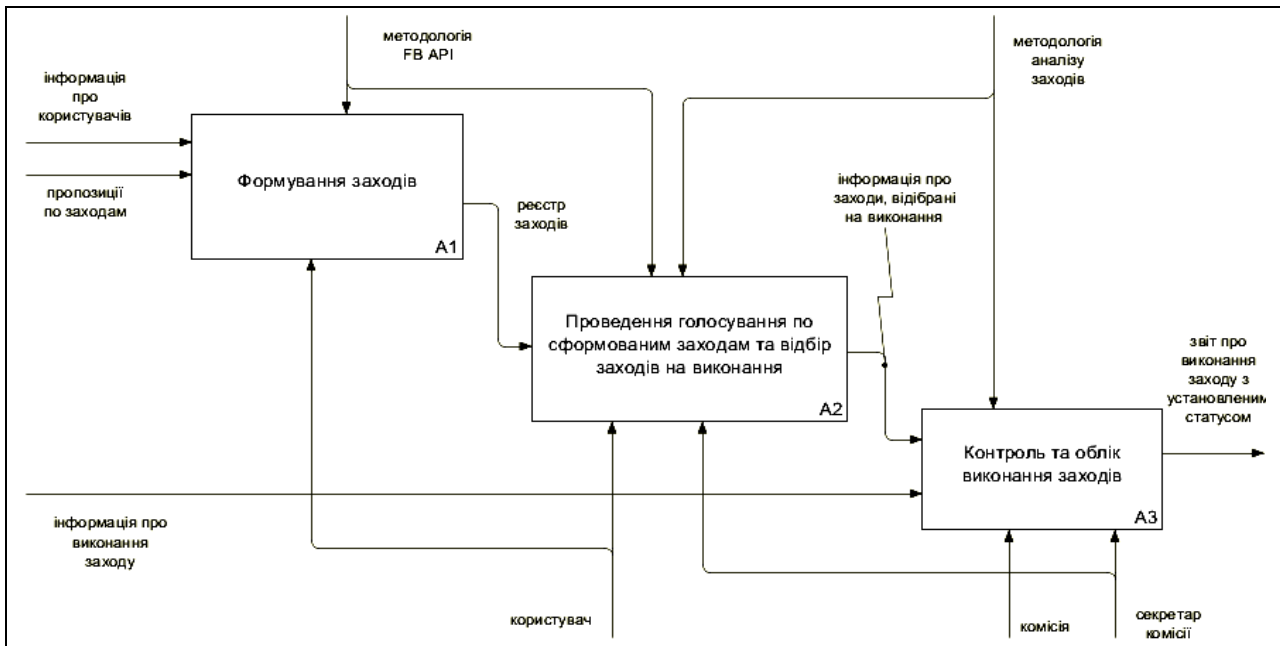 методологія
FB API
методологія
аналізу
заходів
інформація
про
користувачів
пропозиції
по заходам
Формування заходів
A1
реєстр
заходів
інформація про
заходи, відібрані
на виконання
Проведення голосування по
сформованим заходам та відбір
заходів на виконання
A2
звіт про
виконання
заходу з
установленим
статусом
Контроль та облік
виконання заходів
A3
інформація про
виконання
заходу
користувач
комісія
секретар
комісії